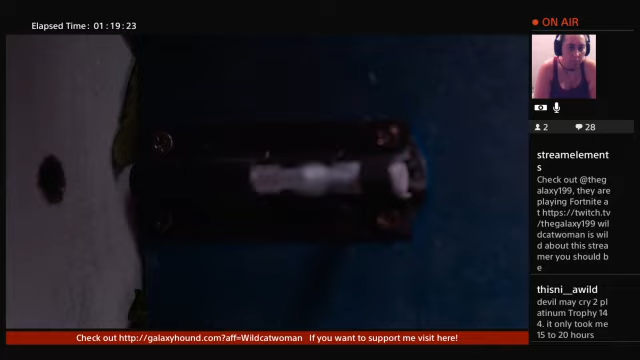 Elapsed Time: 01:19:23
ON AIR
2 28
streamelement
s
Check out @theg
alaxy199, they are
playing Fortnite a
t https://twitch.tv
/thegalaxy199 wil
dcatwoman is wil
d about this strea
mer you should b
e
thisni__awild
devil may cry 2 pl
atinum Trophy 14
4. it only took me
15 to 20 hours
Check out http://galaxyhound.com?aff=Wildcatwoman If you want to support me visit here!